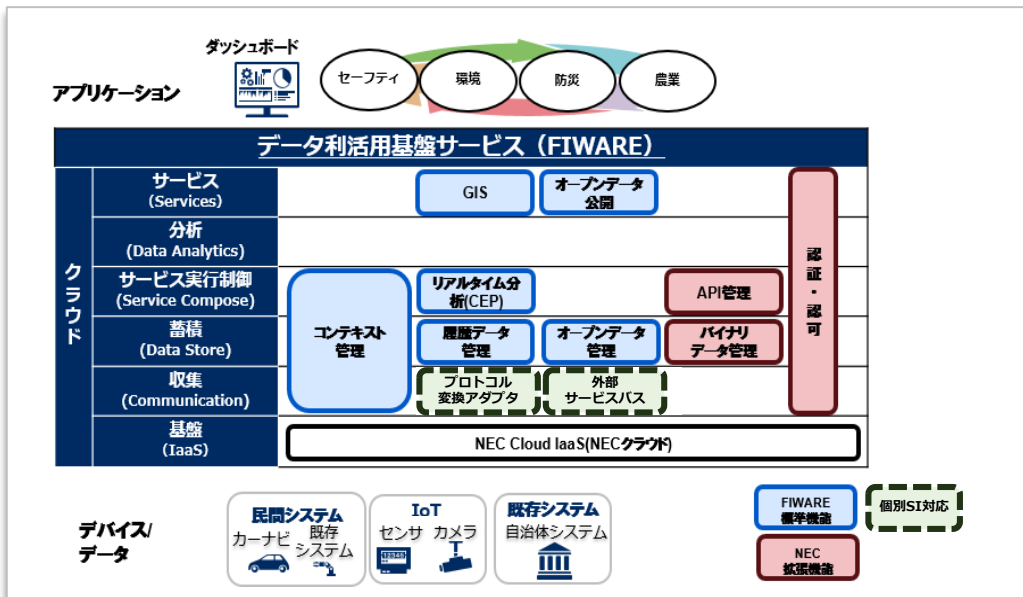 ダッシュボード
アプリケーション
セーフティ
環境
防災
農業
データ利活用基盤サービス（FIWARE）
クラウド
サービス
(Services)
GIS
オープンデータ
公開
分析
(Data Analytics)
認証・認可
サービス実行制御
(Service Compose)
コンテキスト
管理
リアルタイム分
析(CEP)
API管理
蓄積
(Data Store)
履歴データ
管理
オープンデータ
管理
バイナリ
データ管理
収集
(Communication)
プロトコル
変換アダプタ
外部
サービスバス
基盤
(IaaS)
NEC Cloud IaaS(NECクラウド)
デバイス/
データ
民間システム
カーナビ
既存
システム
IoT
センサ
カメラ
12345
既存システム
自治体システム
FIWARE
標準機能
個別SI対応
NEC
拡張機能